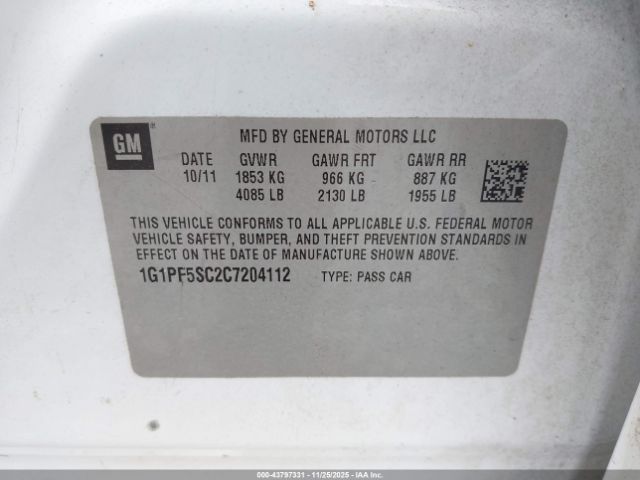 GM ®
MFD BY GENERAL MOTORS LLC
DATE GVWR GAWR FRT GAWR RR
10/11 1853 KG 966 KG 887 KG
4085 LB 2130 LB 1955 LB
THIS VEHICLE CONFORMS TO ALL APPLICABLE U.S. FEDERAL MOTOR
VEHICLE SAFETY, BUMPER, AND THEFT PREVENTION STANDARDS IN
EFFECT ON THE DATE OF MANUFACTURE SHOWN ABOVE.
1G1PF5SC2C7204112 TYPE: PASS CAR
000-43797331 - 11/25/2025 - IAAI.COM